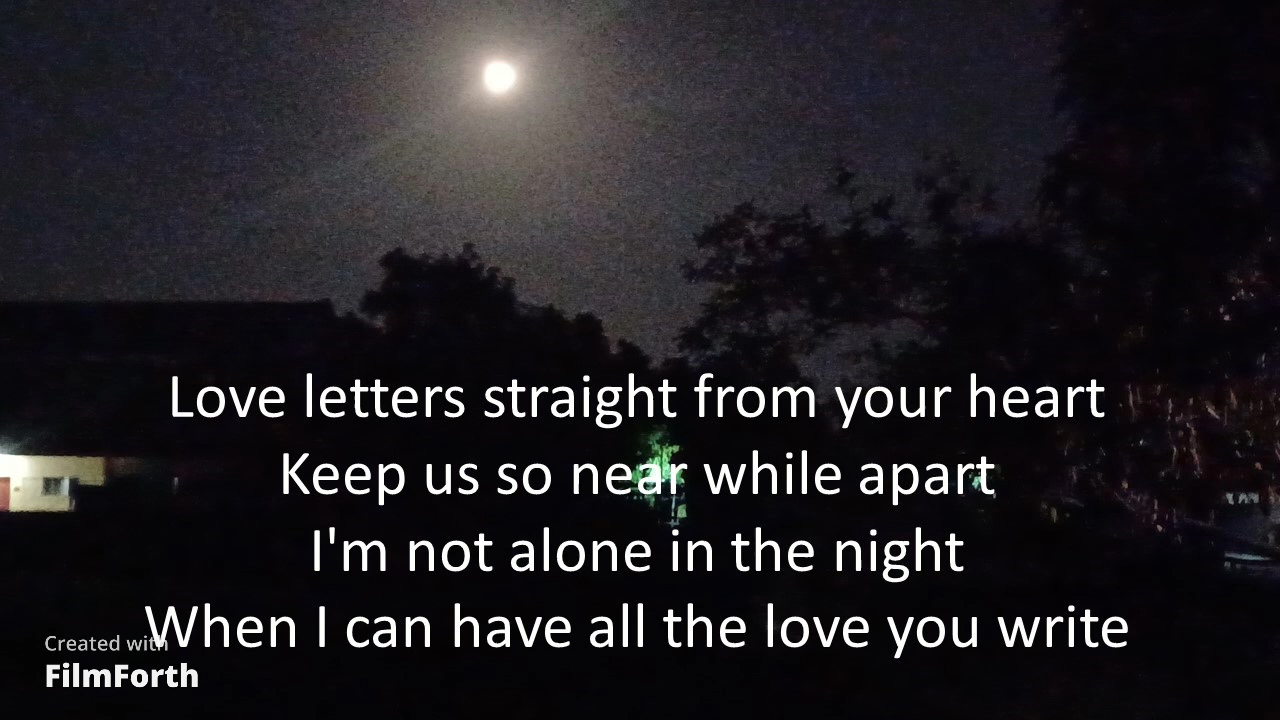 Love letters straight from your heart
Keep us so near while apart
I'm not alone in the night
When I can have all the love you write
Created with
FilmForth